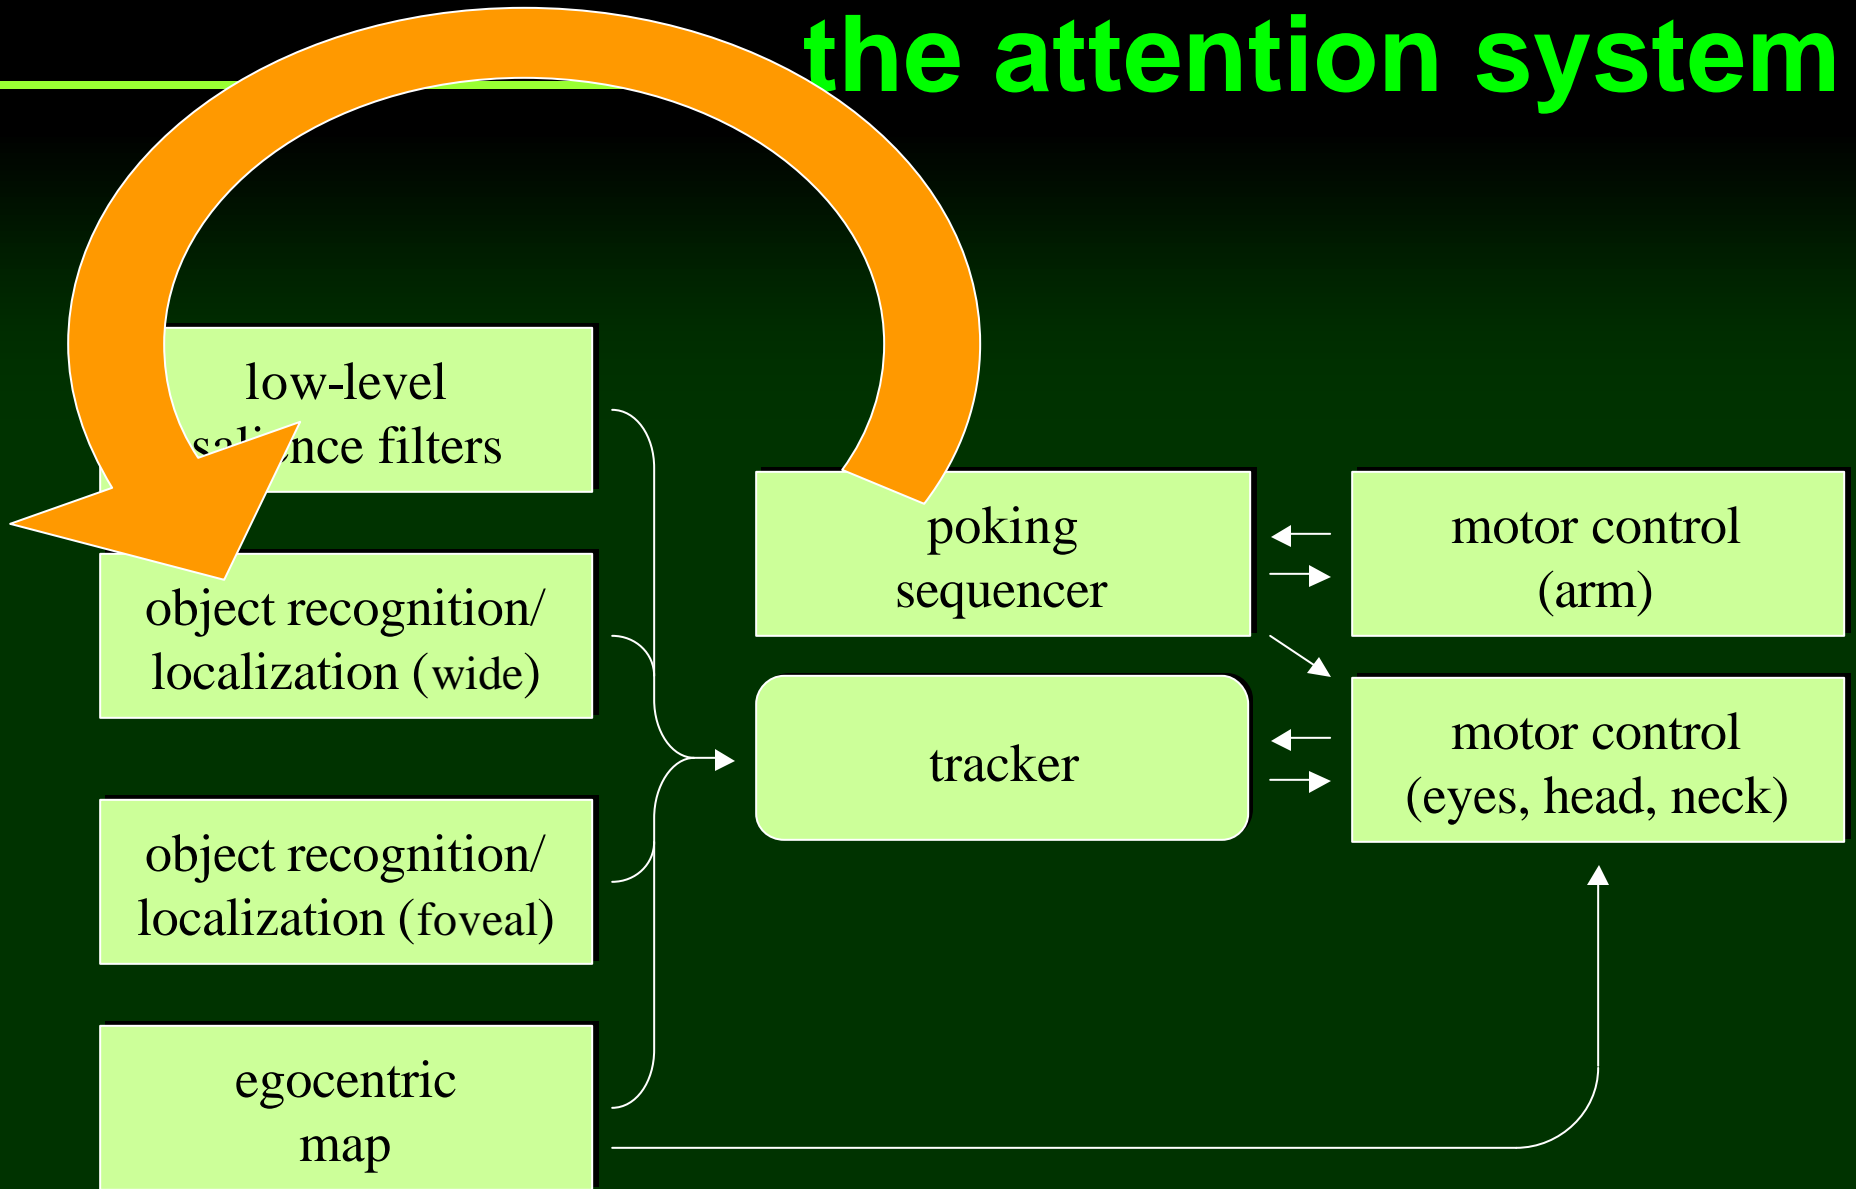 the attention system
low-level
salience filters
object recognition/
localization (wide)
object recognition/
localization (foveal)
egocentric
map
poking
sequencer
tracker
motor control
(arm)
motor control
(eyes, head, neck)